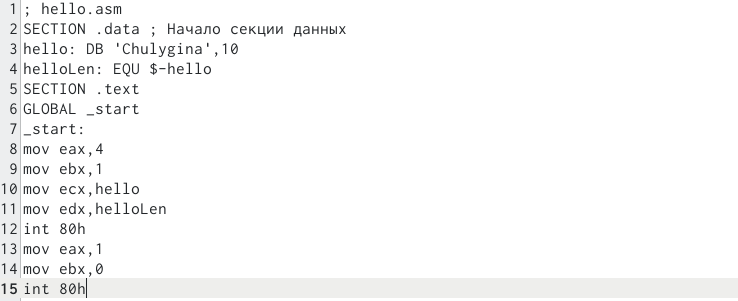 1 ; hello.asm
2 SECTION .data ; Начало секции данных
3 hello: DB 'Chulygina',10
4 helloLen: EQU $-hello
5 SECTION .text
6 GLOBAL _start
7 _start:
8 mov eax,4
9 mov ebx,1
10 mov ecx,hello
11 mov edx,helloLen
12 int 80h
13 mov eax,1
14 mov ebx,0
15 int 80h